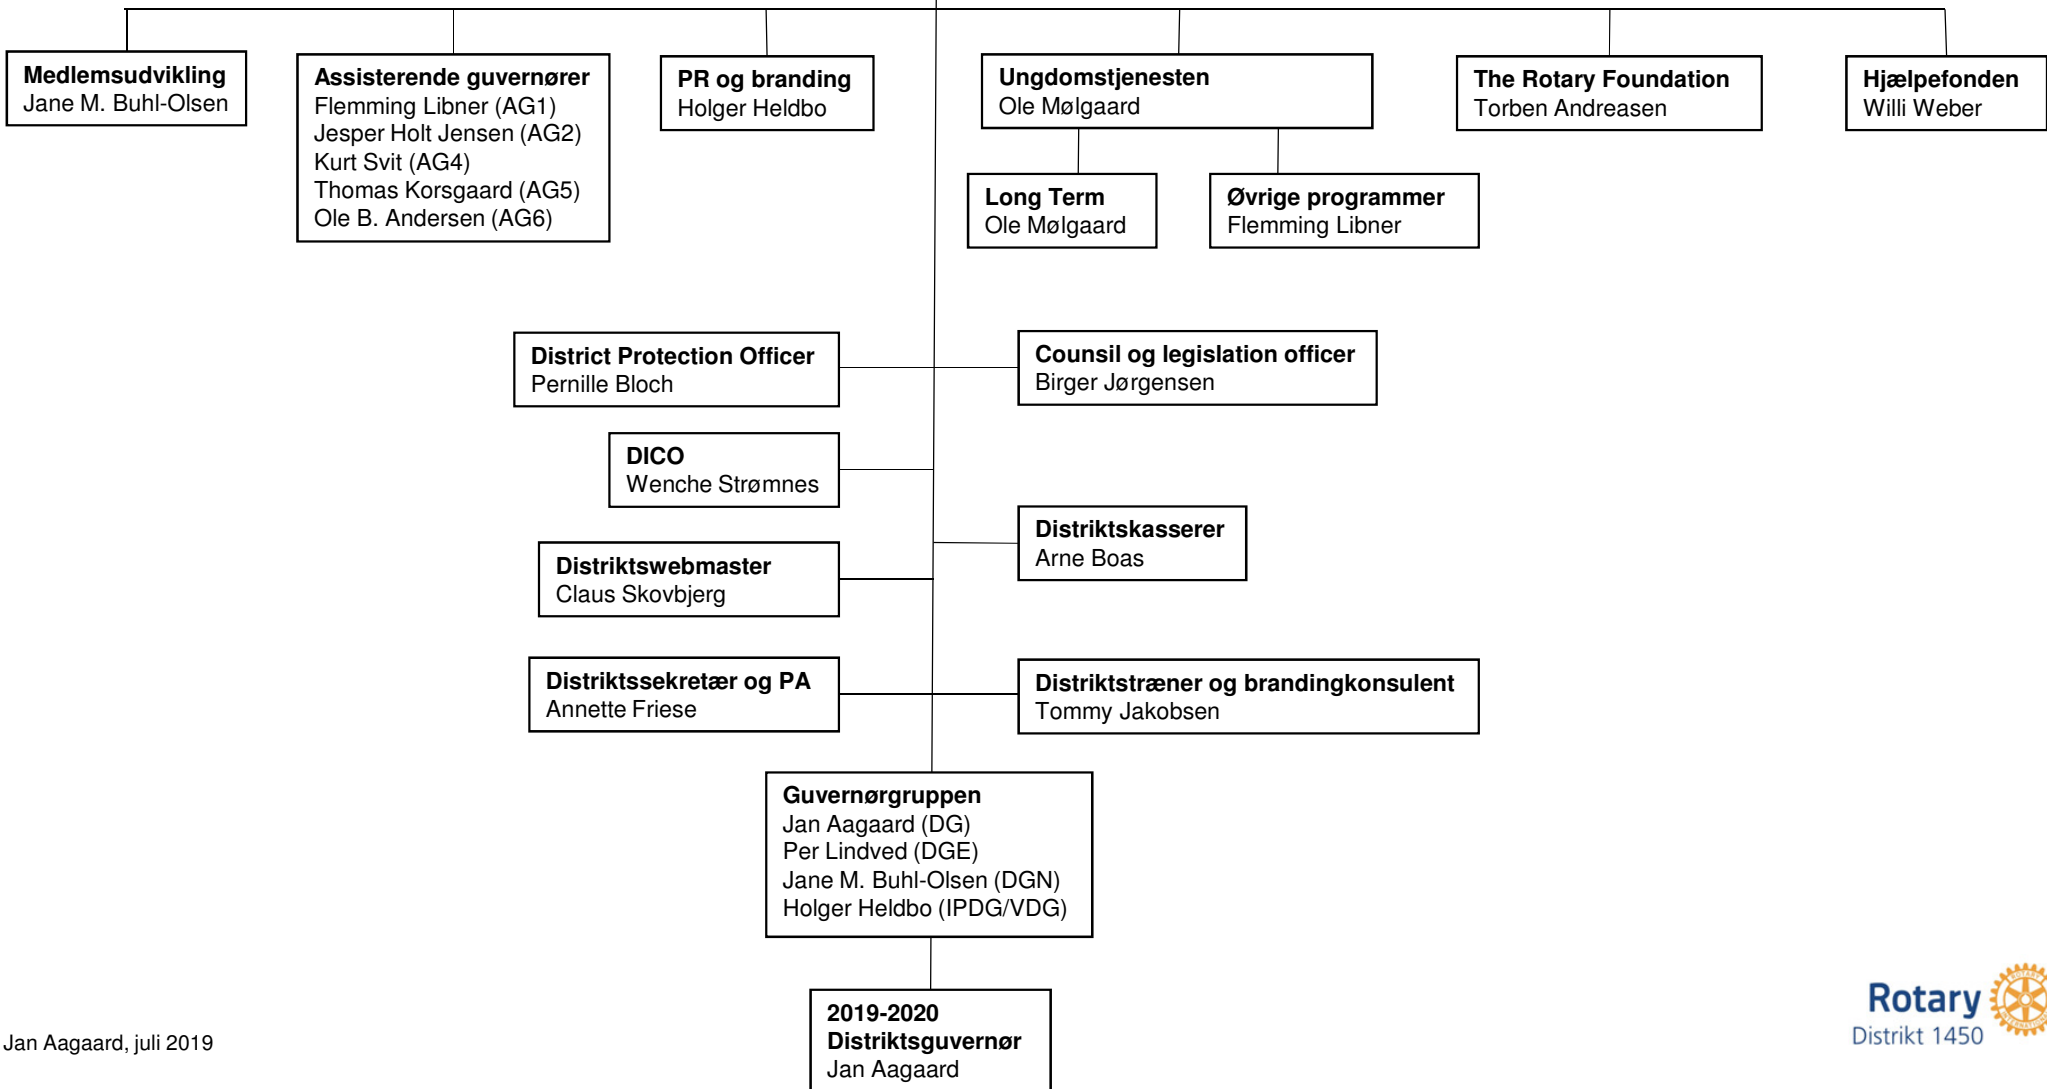 Medlemsudvikling
Jane M. Buhl-Olsen
Assisterende guvernører
Flemming Libner (AG1)
Jesper Holt Jensen (AG2)
Kurt Svit (AG4)
Thomas Korsgaard (AG5)
Ole B. Andersen (AG6)
PR og branding
Holger Heldbo
Ungdomstjenesten
Ole Mølgaard
The Rotary Foundation
Torben Andreasen
Hjælpefonden
Willi Weber
Long Term
Ole Mølgaard
Øvrige programmer
Flemming Libner
District Protection Officer
Pernille Bloch
Counsil og legislation officer
Birger Jørgensen
DICO
Wenche Strømnes
Distriktskasserer
Arne Boas
Distriktswebmaster
Claus Skovbjerg
Distriktssekretær og PA
Annette Friese
Distriktstræner og brandingkonsulent
Tommy Jakobsen
Guvernørgruppen
Jan Aagaard (DG)
Per Lindved (DGE)
Jane M. Buhl-Olsen (DGN)
Holger Heldbo (IPDG/VDG)
2019-2020
Distriktsguvernør
Jan Aagaard
Jan Aagaard, juli 2019
Rotary
Distrikt 1450
ROTARY
INTERNATIONAL